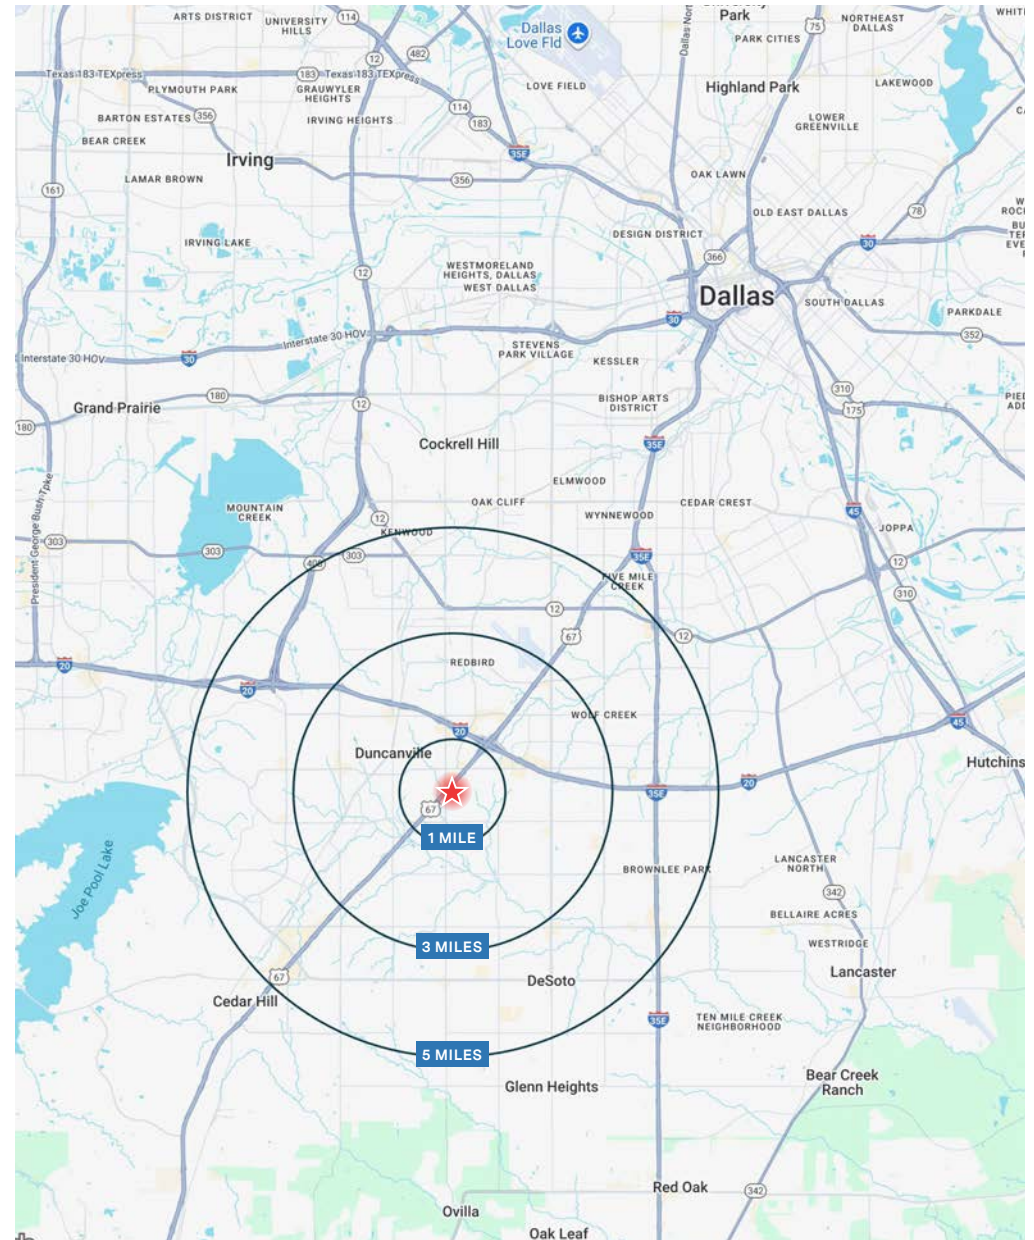 ARTS DISTRICT
UNIVERSITY
HILLS
114
Park
NORTHEAST
DALLAS
75
PARK CITIES
Dallas
Love Fld
12
482
Texas 183 TEXpress
183
Texas 183 TEXpress
PLYMOUTH PARK
GRAUWYLER
HEIGHTS
LOVE FIELD
Highland Park
LAKEWOOD
BARTON ESTATES
356
IRVING HEIGHTS
114
183
LOWER
GREENVILLE
BEAR CREEK
Irving
35E
LAMAR BROWN
356
OAK LAWN
161
78
OLD EAST DALLAS
IRVING LAKE
DESIGN DISTRICT
30
366
12
WESTMORELAND
HEIGHTS, DALLAS
WEST DALLAS
Dallas
SOUTH DALLAS
PARKDALE
30
352
Interstate 30 HOV
STEVENS
PARK VILLAGE
Interstate 30 HOV
30
KESSLER
310
180
Grand Prairie
12
BISHOP ARTS
DISTRICT
175
180
Cockrell Hill
35E
ELMWOOD
OAK CLIFF
CEDAR CREST
MOUNTAIN
CREEK
WYNNEWOOD
45
12
KENWOOD
JOPPA
President George Bush Tpke
303
303
303
408
35E
12
FIVE MILE
CREEK
310
12
67
12
20
REDBIRD
20
WOLF CREEK
20
45
Duncanville
Hutchins
20
35E
67
1 MILE
Joe Pool Lake
BROWNLEE PARK
LANCASTER
NORTH
342
BELLAIRE ACRES
3 MILES
WESTRIDGE
67
DeSoto
Lancaster
Cedar Hill
35E
TEN MILE CREEK
NEIGHBORHOOD
5 MILES
Glenn Heights
Bear Creek
Ranch
Red Oak
342
Ovilla
Oak Leaf